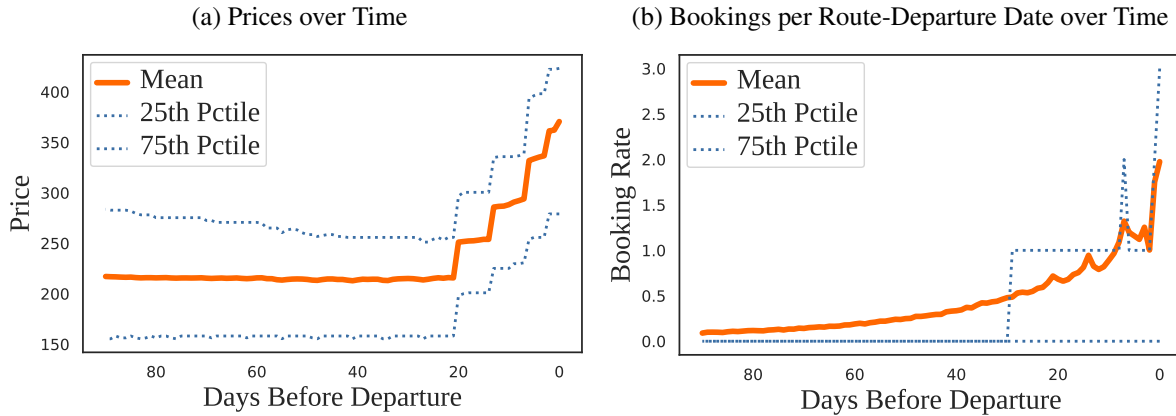 (a) Prices over Time
Mean
25th Pctile
75th Pctile
400
350
300
250
200
150
Price
80
60
40
20
0
Days Before Departure
(b) Bookings per Route-Departure Date over Time
Mean
25th Pctile
75th Pctile
3.0
2.5
2.0
1.5
1.0
0.5
0.0
Booking Rate
80
60
40
20
0
Days Before Departure